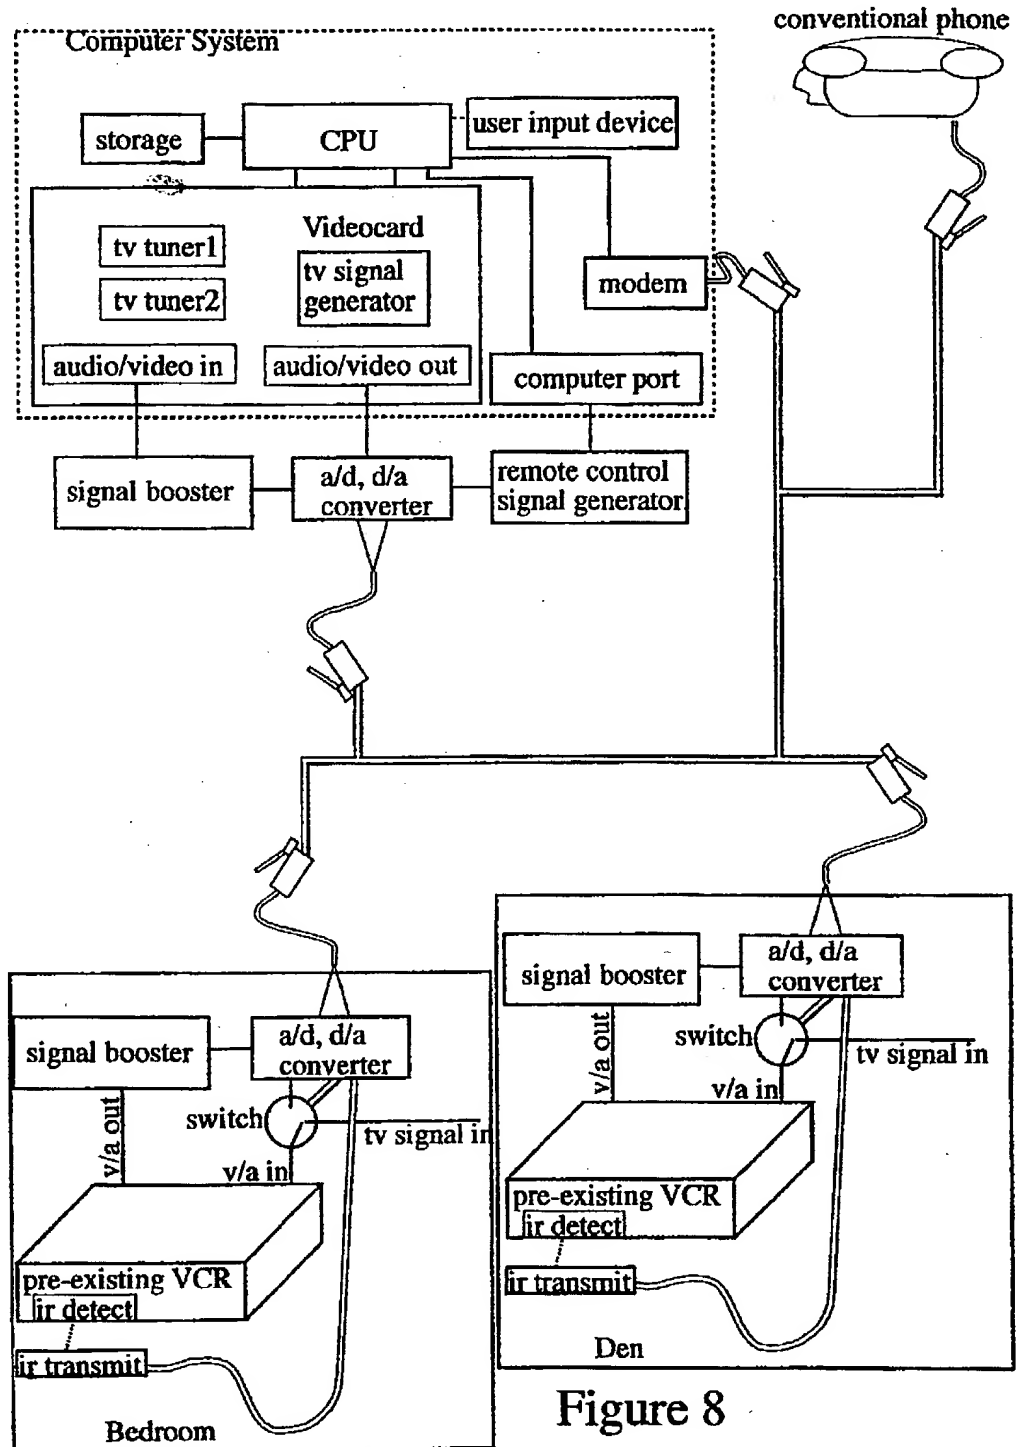 conventional phone
Computer System
storage
CPU
user input device
Videocard
tv tuner1
tv tuner2
tv signal
generator
modem
audio/video in
audio/video out
computer port
signal booster
a/d, d/a
converter
remote control
signal generator
signal booster
a/d, d/a
converter
switch
tv signal in
v/a out
v/a in
pre-existing VCR
ir detect
ir transmit
Den
signal booster
a/d, d/a
converter
switch
tv signal in
v/a out
v/a in
pre-existing VCR
ir detect
ir transmit
Bedroom
Figure 8